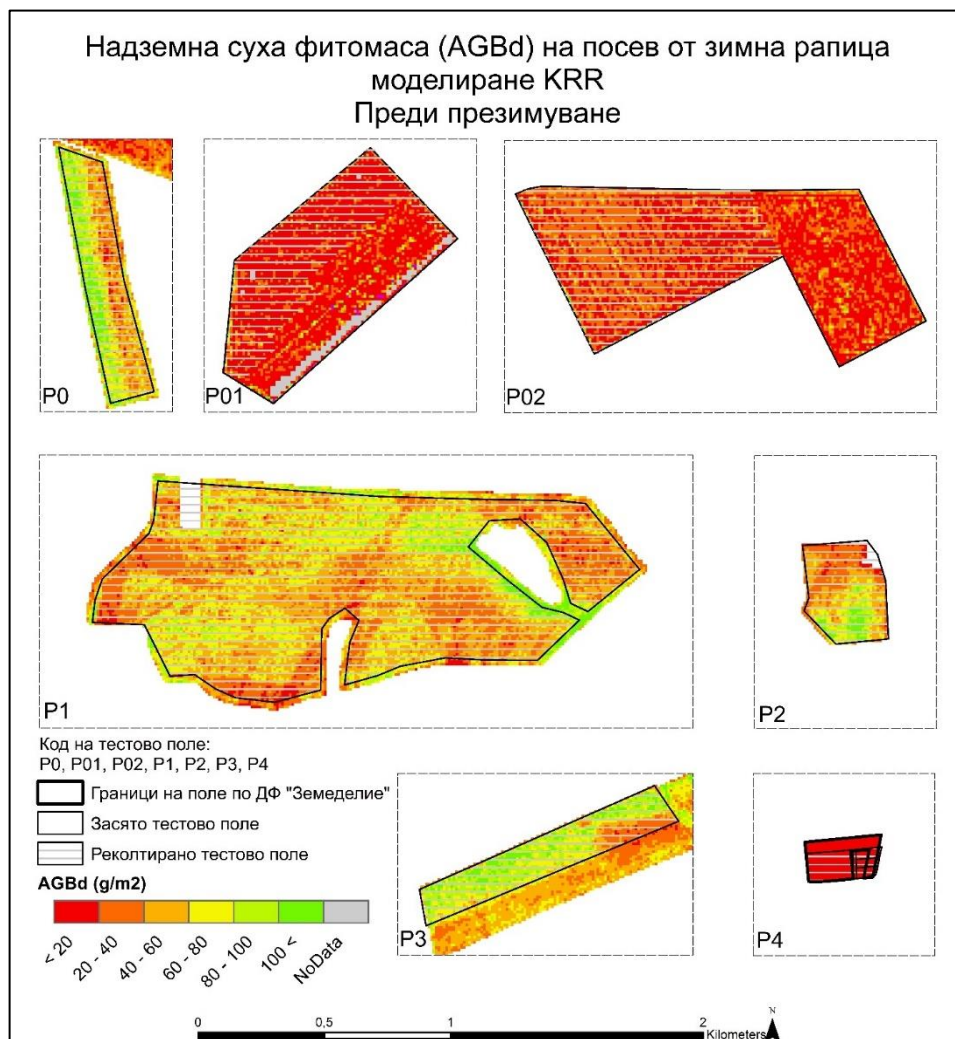 Надземна суха фитомаса (AGBd) на посев от зимна рапица
моделиране KRR
Преди презимуване
P0
P01
P02
P1
P2
Код на тестово поле:
P0, P01, P02, P1, P2, P3, P4
Граници на поле по ДФ "Земеделие"
Засято тестово поле
Реколтирано тестово поле
AGBd (g/m2)
< 20
20 - 40
40 - 60
60 - 80
80 - 100
100 <
NoData
P3
P4
0
0,5
1
2
Kilometers
N